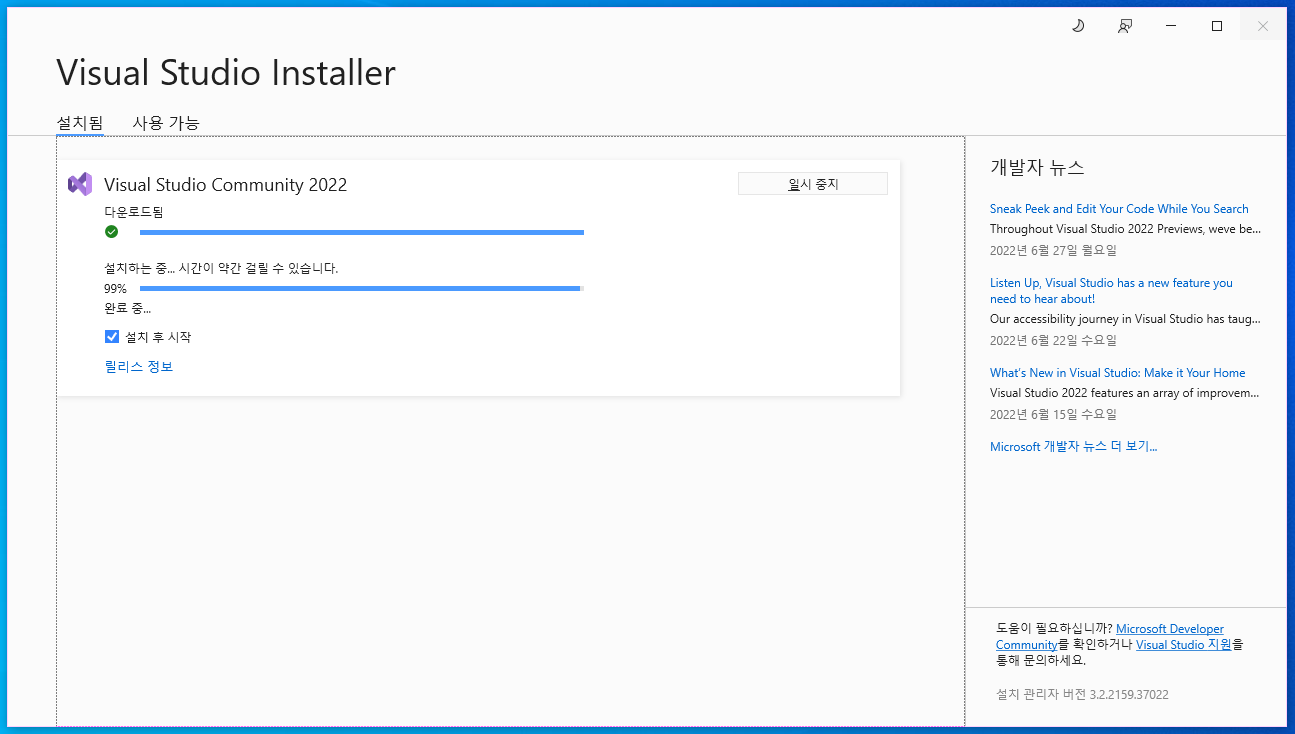 Visual Studio Installer
설치됨
사용 가능
Visual Studio Community 2022
일시 중지
다운로드됨
설치하는 중... 시간이 약간 걸릴 수 있습니다.
99%
완료 중...
설치 후 시작
릴리스 정보
개발자 뉴스
Sneak Peek and Edit Your Code While You Search
Throughout Visual Studio 2022 Previews, weve be...
2022년 6월 27일 월요일
Listen Up, Visual Studio has a new feature you
need to hear about!
Our accessibility journey in Visual Studio has taug...
2022년 6월 22일 수요일
What’s New in Visual Studio: Make it Your Home
Visual Studio 2022 features an array of improvem...
2022년 6월 15일 수요일
Microsoft 개발자 뉴스 더 보기...
도움이 필요하십니까? Microsoft Developer
Community를 확인하거나 Visual Studio 지원을
통해 문의하세요.
설치 관리자 버전 3.2.2159.37022